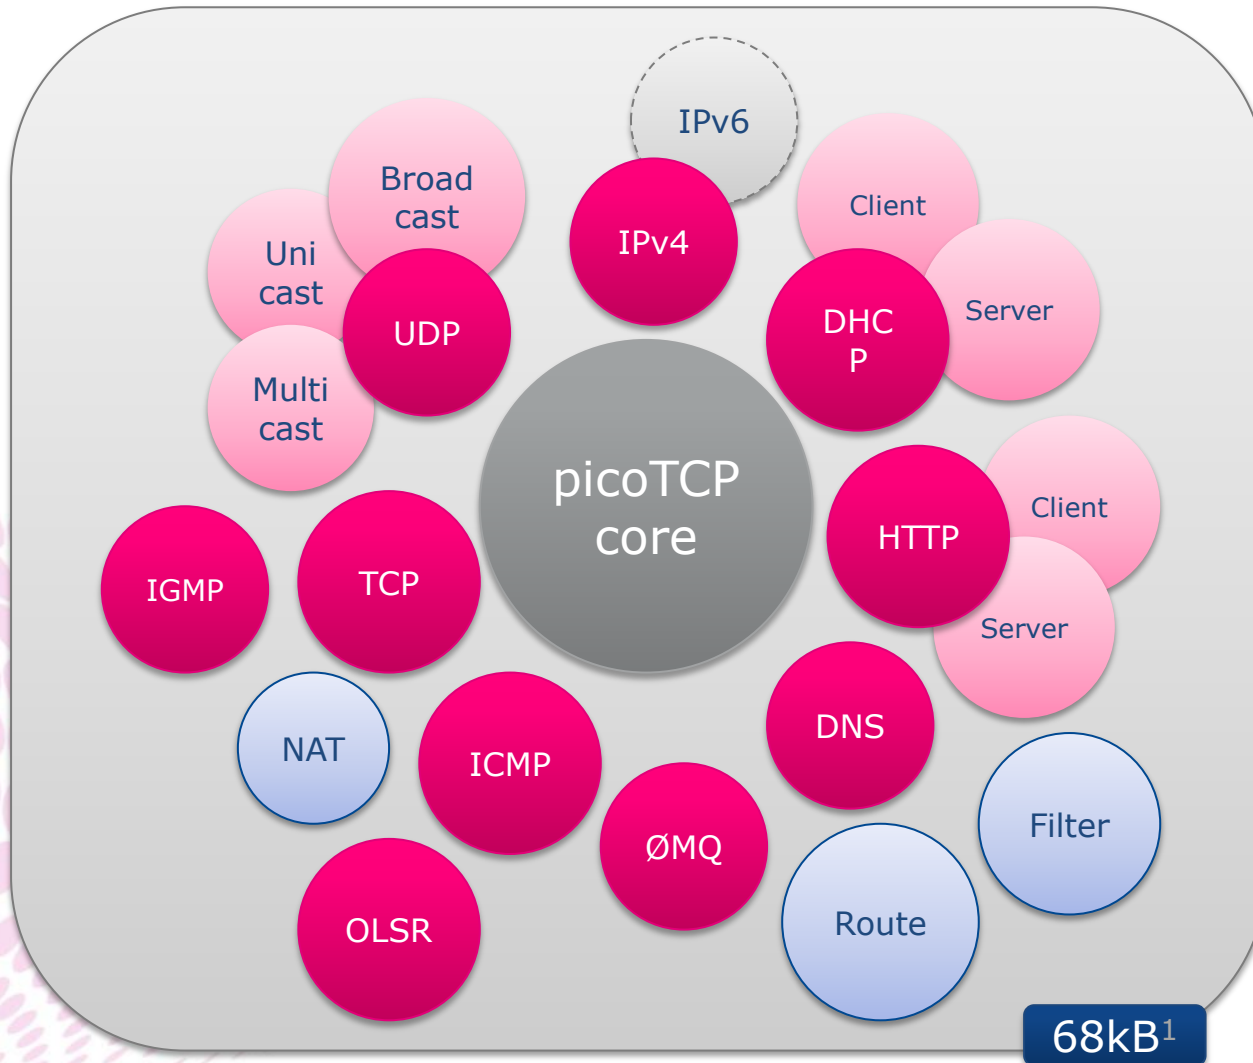 IPv6
Broad
cast
Client
IPv4
Uni
cast
Server
UDP
DHC
P
Multi
cast
picoTCP
core
Client
HTTP
IGMP
TCP
Server
DNS
NAT
ICMP
Filter
ØMQ
OLSR
Route
68kB¹